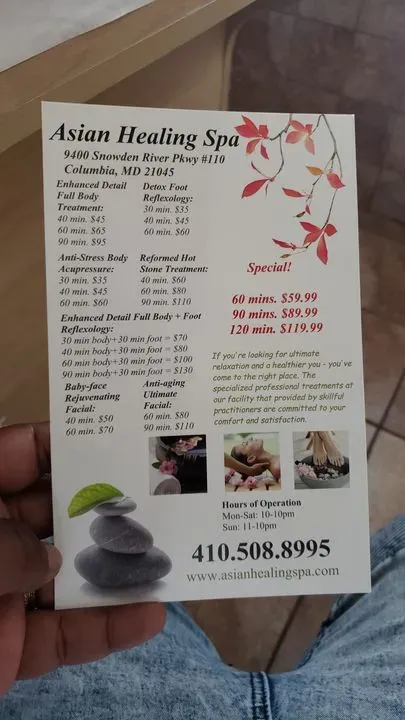 Asian Healing Spa
9400 Snowden River Pkwy #110
Columbia, MD 21045
Enhanced Detail
Full Body
Treatment:
40 min. $45
60 min. $65
90 min. $95
Detox Foot
Reflexology:
30 min. $35
40 min. $45
60 min. $60
Anti-Stress Body
Acupressure:
30 min. $35
40 min. $45
60 min. $60
Reformed Hot
Stone Treatment:
40 min. $60
60 min. $80
90 min. $110
Enhanced Detail Full Body + Foot
Reflexology:
30 min body+30 min foot = $70
40 min body+30 min foot = $80
60 min body+30 min foot = $100
90 min body+30 min foot = $130
Baby-face
Rejuvenating
Facial:
40 min. $50
60 min. $70
Anti-aging
Ultimate
Facial:
60 min. $80
90 min. $110
Special!
60 mins. $59.99
90 mins. $89.99
120 min. $119.99
If you're looking for ultimate
relaxation and a healthier you - you've
come to the right place. The
specialized professional treatments at
our facility that provided by skillful
practitioners are committed to your
comfort and satisfaction.
Hours of Operation
Mon-Sat: 10-10pm
Sun: 11-10pm
410.508.8995
www.asianhealingspa.com